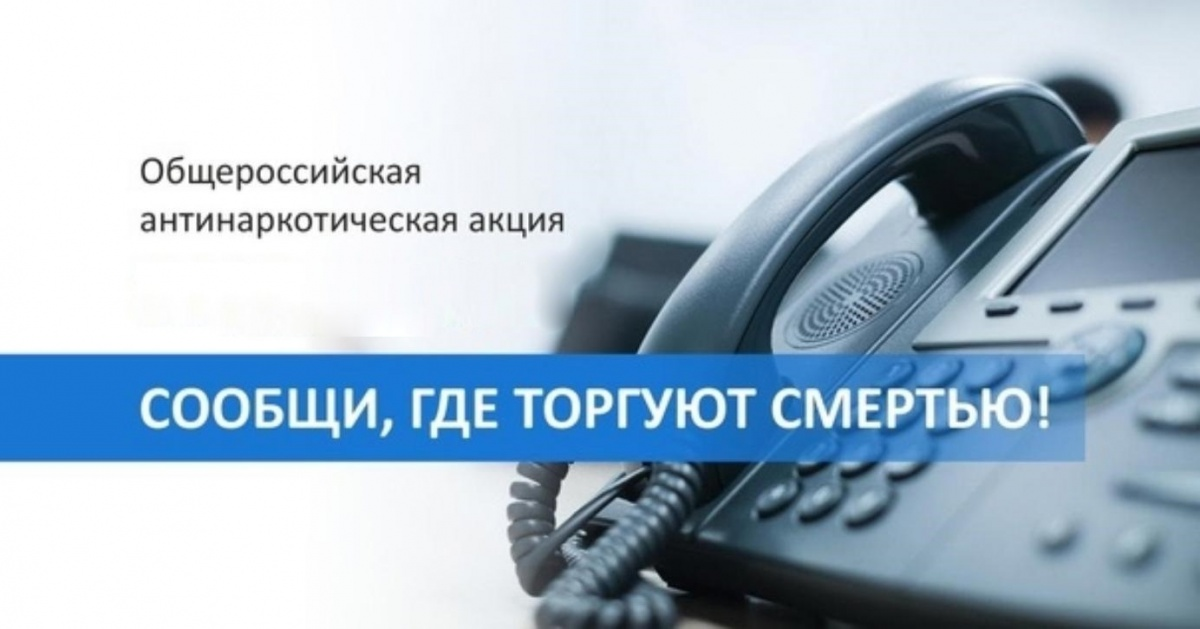 Общероссийская
антинаркотическая акция
СООБЩИ, ГДЕ ТОРГУЮТ СМЕРТЬЮ!